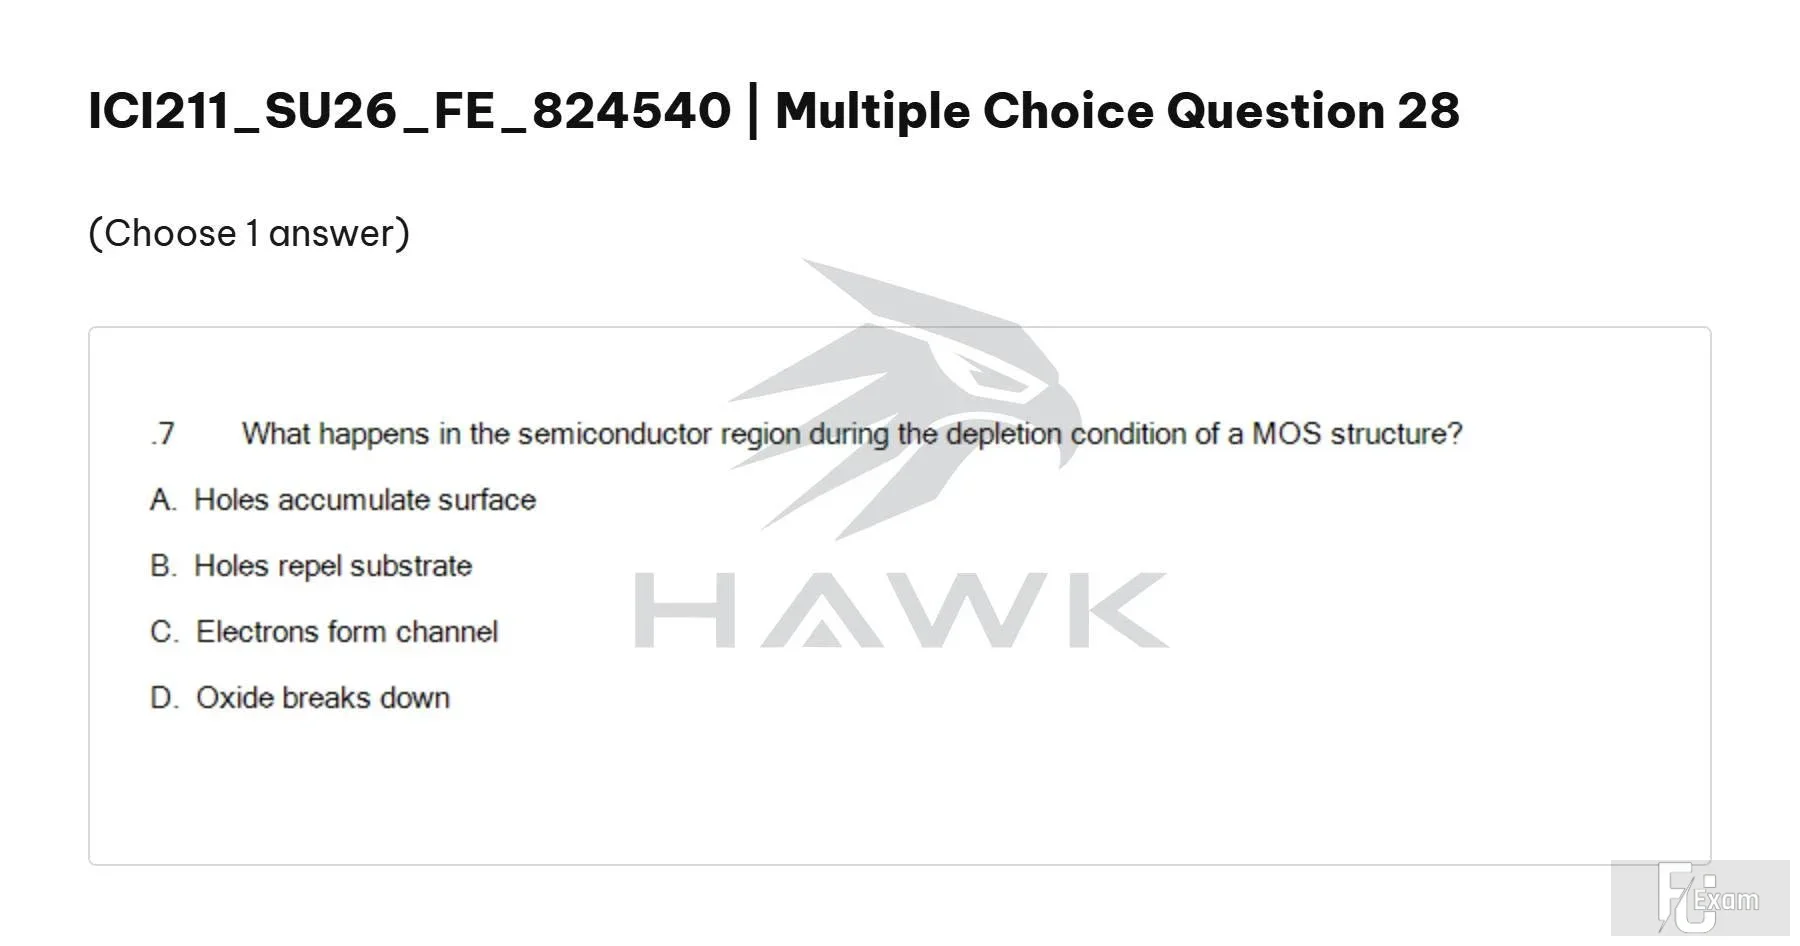 ICI211_SU26_FE_824540 | Multiple Choice Question 28
(Choose 1 answer)
.7 What happens in the semiconductor region during the depletion condition of a MOS structure?
A. Holes accumulate surface
B. Holes repel substrate
C. Electrons form channel
HAWK
D. Oxide breaks down
FU Exam